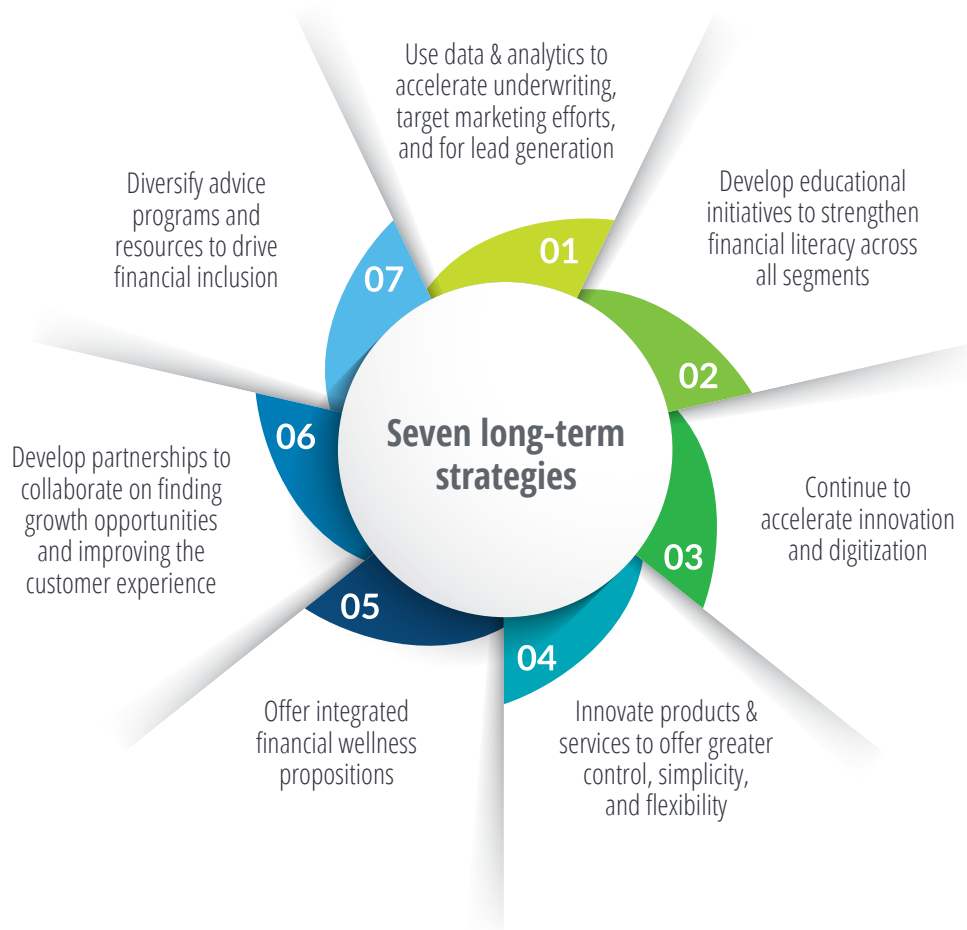 Seven long-term
strategies
01
Use data & analytics to
accelerate underwriting,
target marketing efforts,
and for lead generation
02
Develop educational
initiatives to strengthen
financial literacy across
all segments
03
Continue to
accelerate innovation
and digitization
04
Innovate products &
services to offer greater
control, simplicity,
and flexibility
05
Offer integrated
financial wellness
propositions
06
Develop partnerships to
collaborate on finding
growth opportunities
and improving the
customer experience
07
Diversify advice
programs and
resources to drive
financial inclusion